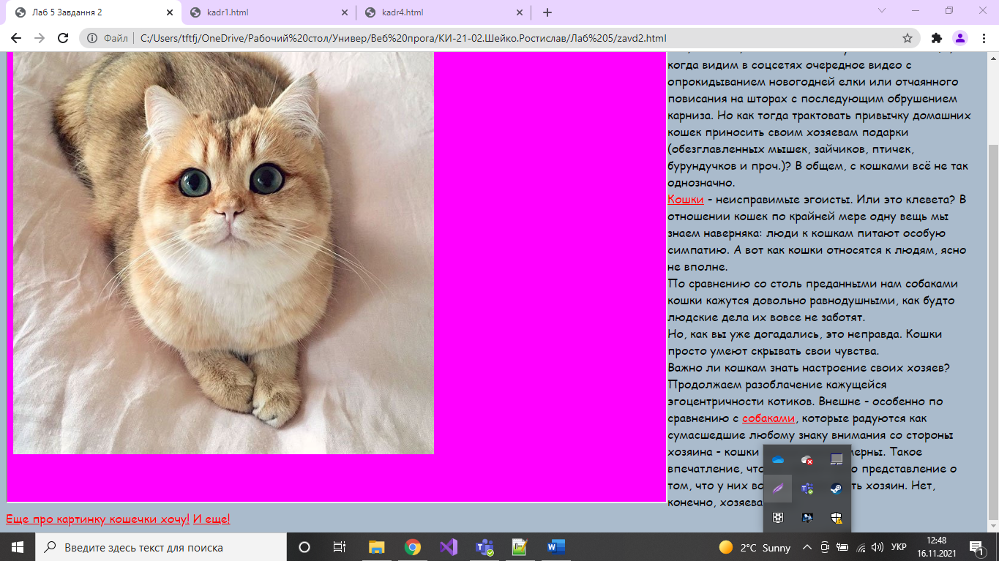 Лаб 5 Завдання 2
kadr1.html
kadr4.html
Файл
C:/Users/tftfj/OneDrive/Рабочий%20стол/Универ/Веб%20прога/КИ-21-02.Шейко.Ростислав/Лаб%205/zavd2.html
когда видим в соцсетях очередное видео с
опрокидыванием новогодней елки или отчаянного
повисания на шторах с последующим обрушением
карниза. Но как тогда трактовать привычку домашних
кошек приносить своим хозяевам подарки
(обезглавленных мышек, зайчиков, птичек,
бурундучков и проч.)? В общем, с кошками всё не так
однозначно.
Кошки - неисправимые эгоисты. Или это клевета? В
отношении кошек по крайней мере одну вещь мы
знаем наверняка: люди к кошкам питают особую
симпатию. А вот как кошки относятся к людям, ясно
не вполне.
По сравнению со столь преданными нам собаками
кошки кажутся довольно равнодушными, как будто
людские дела их вовсе не заботят.
Но, как вы уже догадались, это неправда. Кошки
просто умеют скрывать свои чувства.
Важно ли кошкам знать настроение своих хозяев?
Продолжаем разоблачение кажущейся
эгоцентричности котиков. Внешне - особенно по
сравнению с собаками, которые радуются как
сумасшедшие любому знаку внимания со стороны
хозяина - кошки мерны. Такое
впечатление, что о представление о
том, что у них во ть хозяин. Нет,
конечно, хозяева
Еще про картинку кошечки хочу! И еще!
Введите здесь текст для поиска
2°C Sunny
УКР
12:48
16.11.2021
1